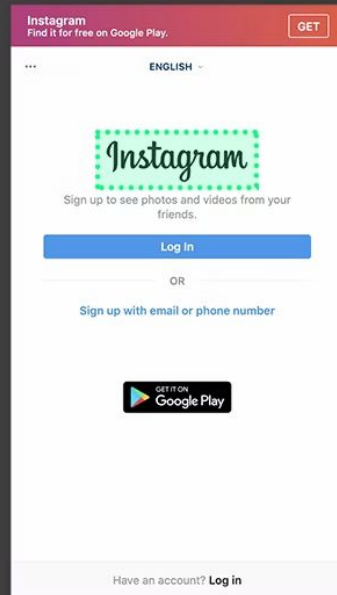 Instagram
Find it for free on Google Play.
GET
...
ENGLISH
Instagram
Sign up to see photos and videos from your
friends.
Log In
OR
Sign up with email or phone number
GET IT ON
Google Play
Have an account? Log in